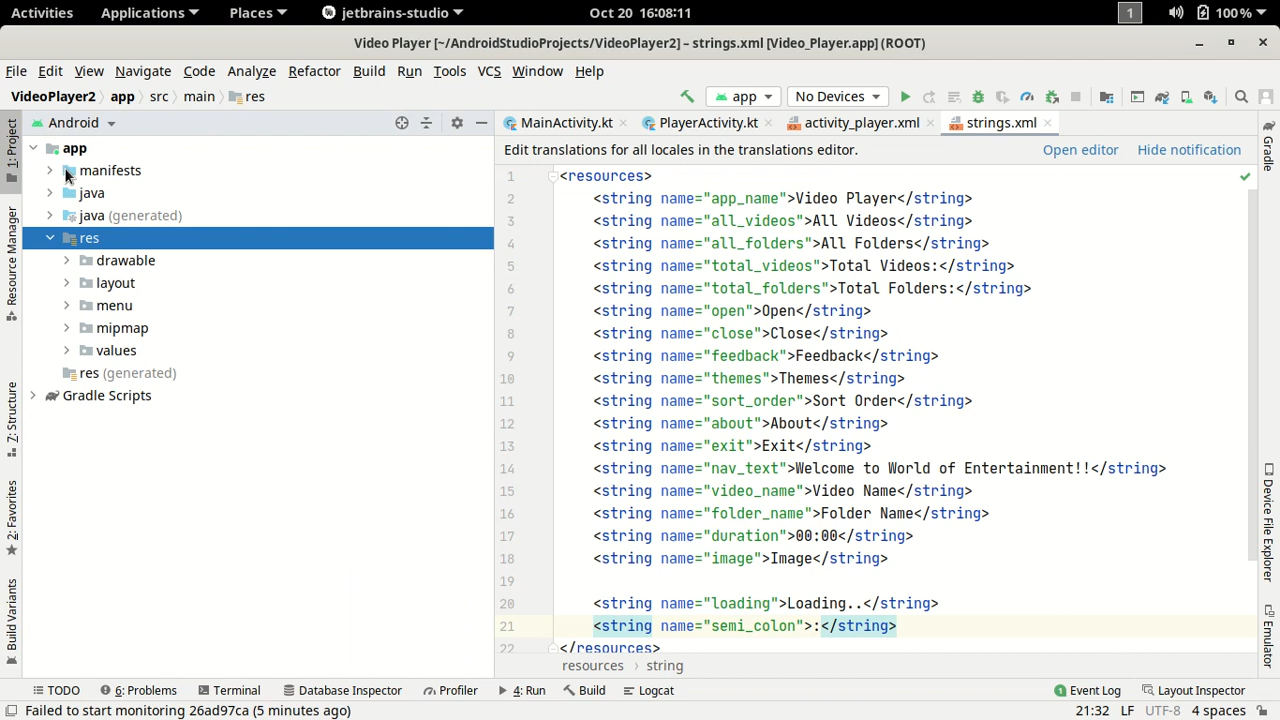 Activities Applications Places jetbrains-studio Oct 20 16:08:11 1 100%
Video Player [~/AndroidStudioProjects/VideoPlayer2] – strings.xml [Video_Player.app] (ROOT)
File Edit View Navigate Code Analyze Refactor Build Run Tools VCS Window Help
VideoPlayer2 app src main res app No Devices
Android MainActivity.kt PlayerActivity.kt activity_player.xml strings.xml
Edit translations for all locales in the translations editor. Open editor Hide notification
1: Project
Resource Manager
7: Structure
2: Favorites
Build Variants
app
manifests
java
java (generated)
res
drawable
layout
menu
mipmap
values
res (generated)
Gradle Scripts
1 <resources>
2 <string name="app_name">Video Player</string>
3 <string name="all_videos">All Videos</string>
4 <string name="all_folders">All Folders</string>
5 <string name="total_videos">Total Videos:</string>
6 <string name="total_folders">Total Folders:</string>
7 <string name="open">Open</string>
8 <string name="close">Close</string>
9 <string name="feedback">Feedback</string>
10 <string name="themes">Themes</string>
11 <string name="sort_order">Sort Order</string>
12 <string name="about">About</string>
13 <string name="exit">Exit</string>
14 <string name="nav_text">Welcome to World of Entertainment!!</string>
15 <string name="video_name">Video Name</string>
16 <string name="folder_name">Folder Name</string>
17 <string name="duration">00:00</string>
18 <string name="image">Image</string>
19
20 <string name="loading">Loading..</string>
21 <string name="semi_colon">:</string>
22 </resources>
Gradle
Device File Explorer
Emulator
resources › string
TODO 6: Problems Terminal Database Inspector Profiler 4: Run Build Logcat 1 Event Log Layout Inspector
Failed to start monitoring 26ad97ca (5 minutes ago) 21:32 LF UTF-8 4 spaces